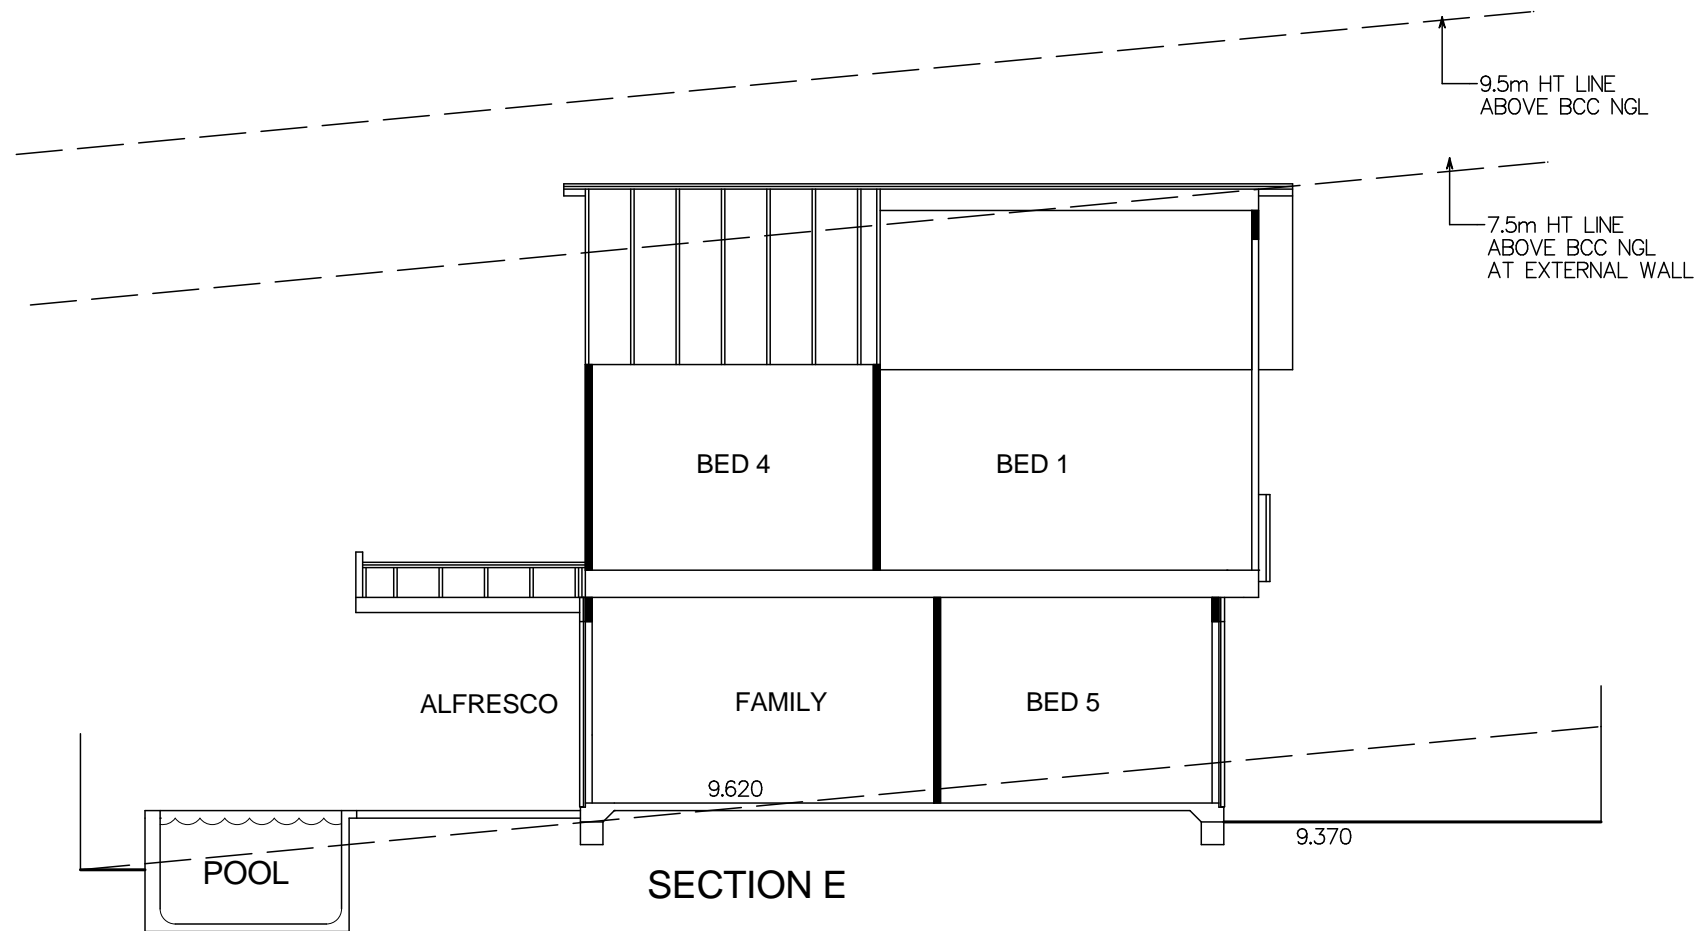 9.5m HT LINE
ABOVE BCC NGL
7.5m HT LINE
ABOVE BCC NGL
AT EXTERNAL WALL
BED 4
BED 1
ALFRESCO
FAMILY
BED 5
9.620
9.370
POOL
SECTION E